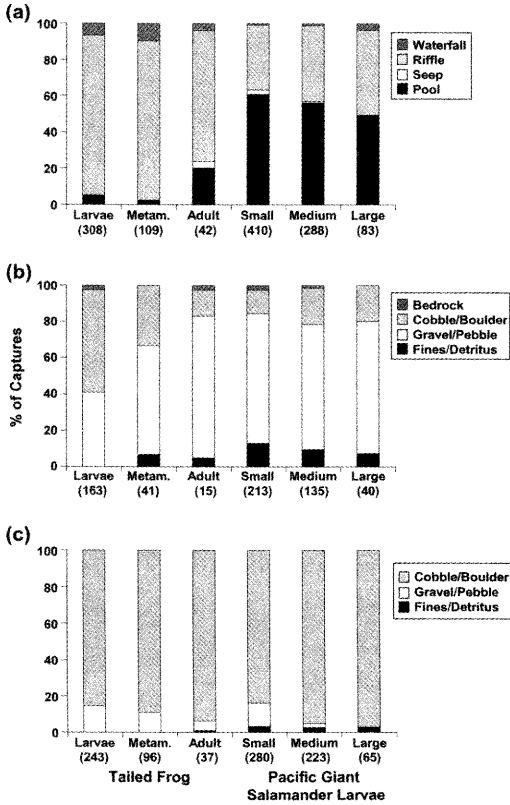 (a)
100
80
60
40
20
0
Waterfall
Riffle
Seep
Pool
Larvae Metam. Adult Small Medium Large
(308) (109) (42) (410) (288) (83)
(b)
% of Captures
100
80
60
40
20
0
Bedrock
Cobble/Boulder
Gravel/Pebble
Fines/Detritus
Larvae Metam. Adult Small Medium Large
(163) (41) (15) (213) (135) (40)
(c)
100
80
60
40
20
0
Cobble/Boulder
Gravel/Pebble
Fines/Detritus
Larvae Metam. Adult Small Medium Large
(243) (96) (37) (280) (223) (65)
Tailed Frog Pacific Giant
Salamander Larvae